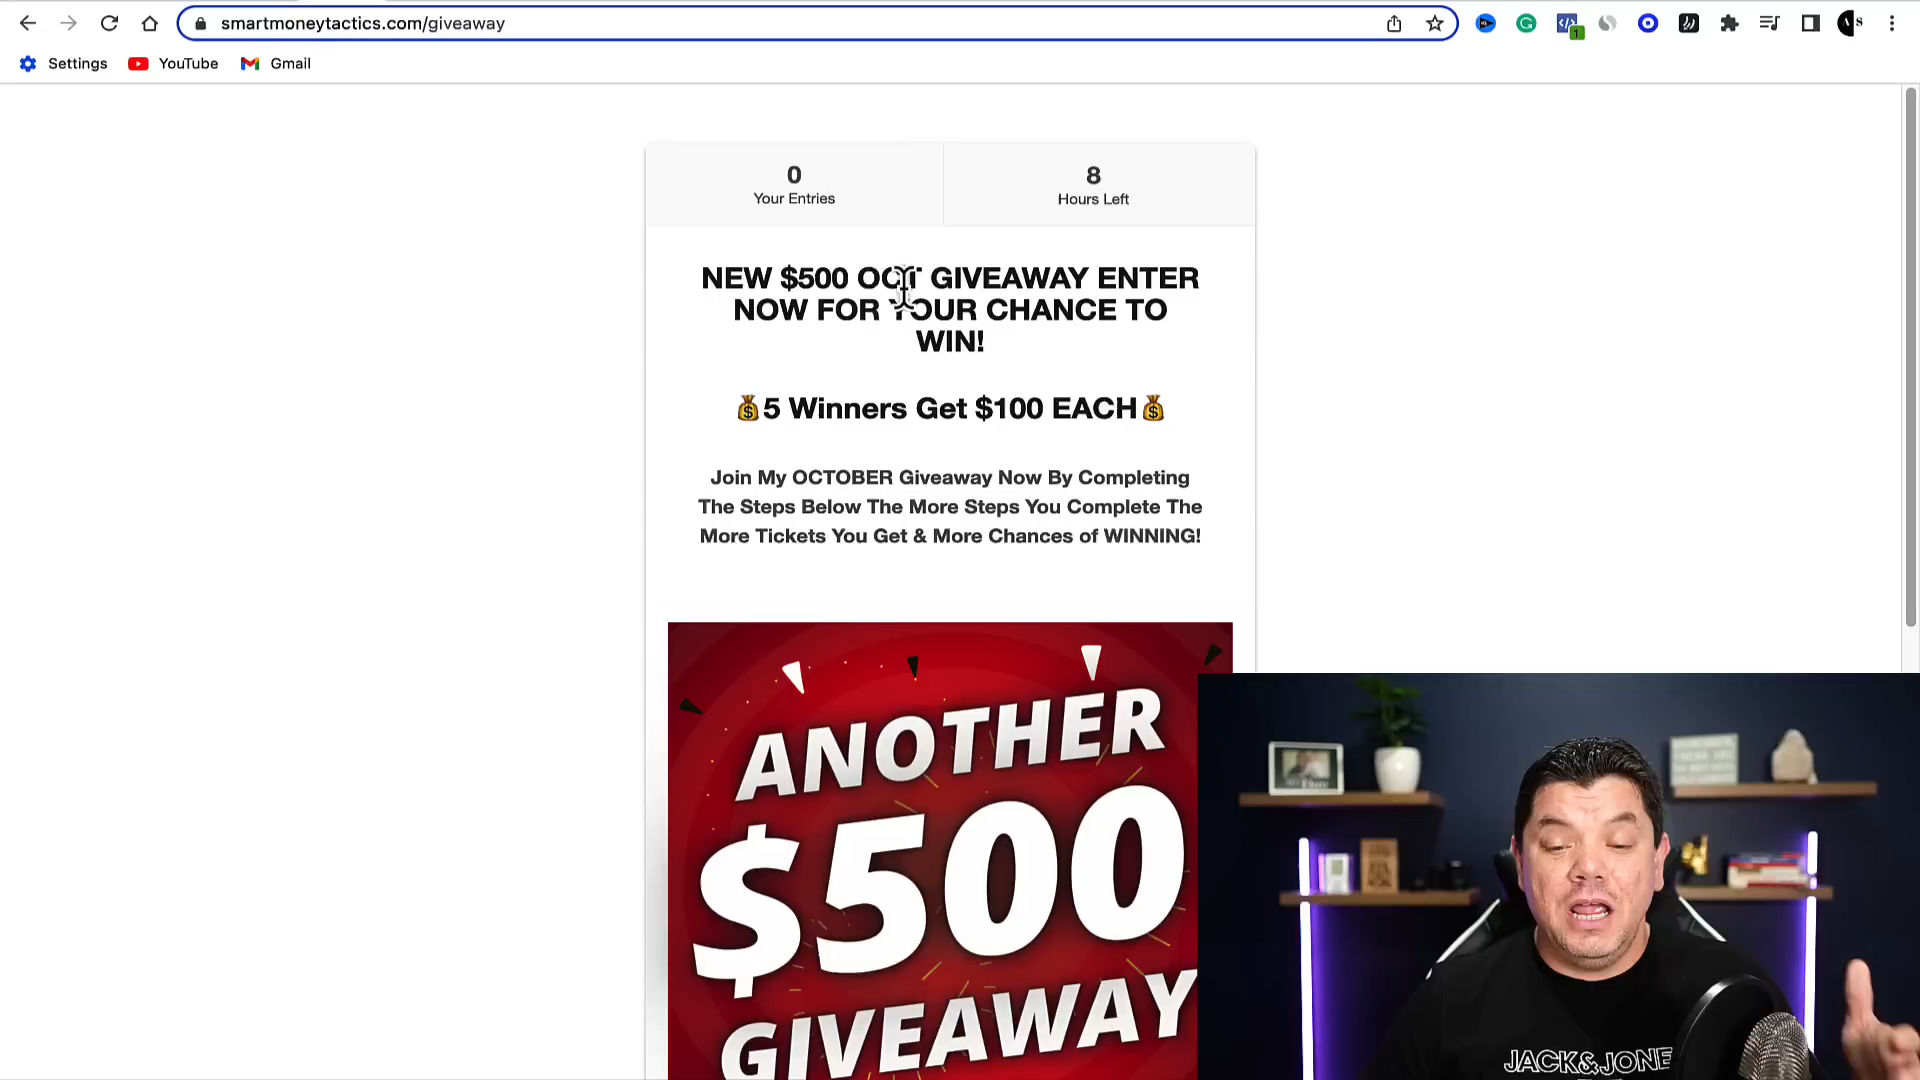 smartmoneytactics.com/giveaway
1
Settings
YouTube
Gmail
0
Your Entries
8
Hours Left
NEW $500 OCT GIVEAWAY ENTER
NOW FOR YOUR CHANCE TO
WIN!
💰5 Winners Get $100 EACH💰
Join My OCTOBER Giveaway Now By Completing
The Steps Below The More Steps You Complete The
More Tickets You Get & More Chances of WINNING!
ANOTHER
$500
GIVEAWAY
JACK&JONE